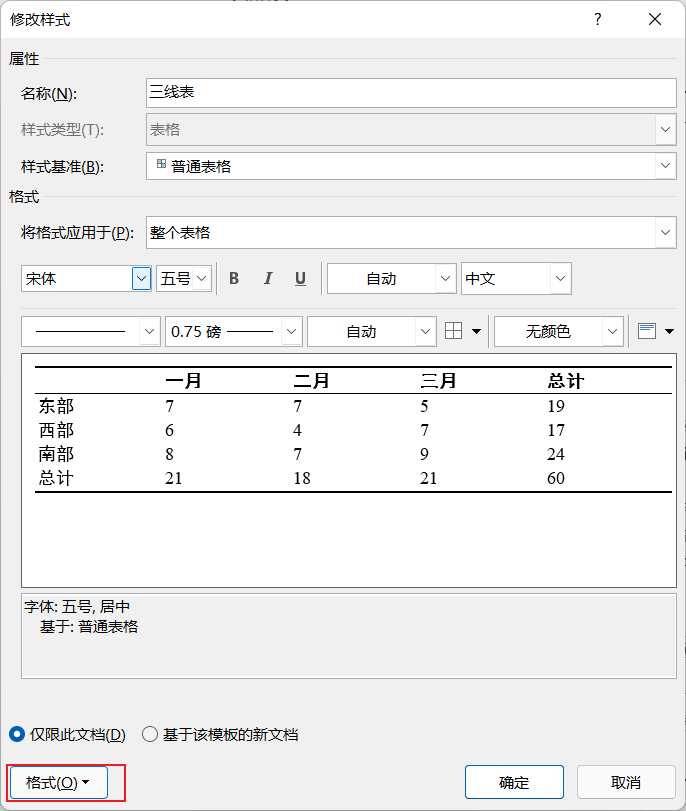 修改样式 ?
属性
名称(N): 三线表
样式类型(T): 表格
样式基准(B): 普通表格
格式
将格式应用于(P): 整个表格
宋体 五号 B I U 自动 中文
0.75 磅 自动 无颜色
一月 二月 三月 总计
东部 7 7 5 19
西部 6 4 7 17
南部 8 7 9 24
总计 21 18 21 60
字体: 五号, 居中
基于: 普通表格
仅限此文档(D) 基于该模板的新文档
格式(O) 确定 取消